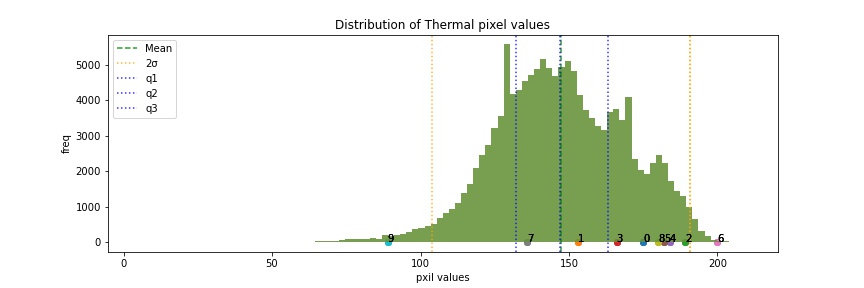 Distribution of Thermal pixel values
Mean
2σ
q1
q2
q3
freq
5000
4000
3000
2000
1000
0
9 7 1 3 0 8 5 4 2 6
0 50 100 150 200
pxil values